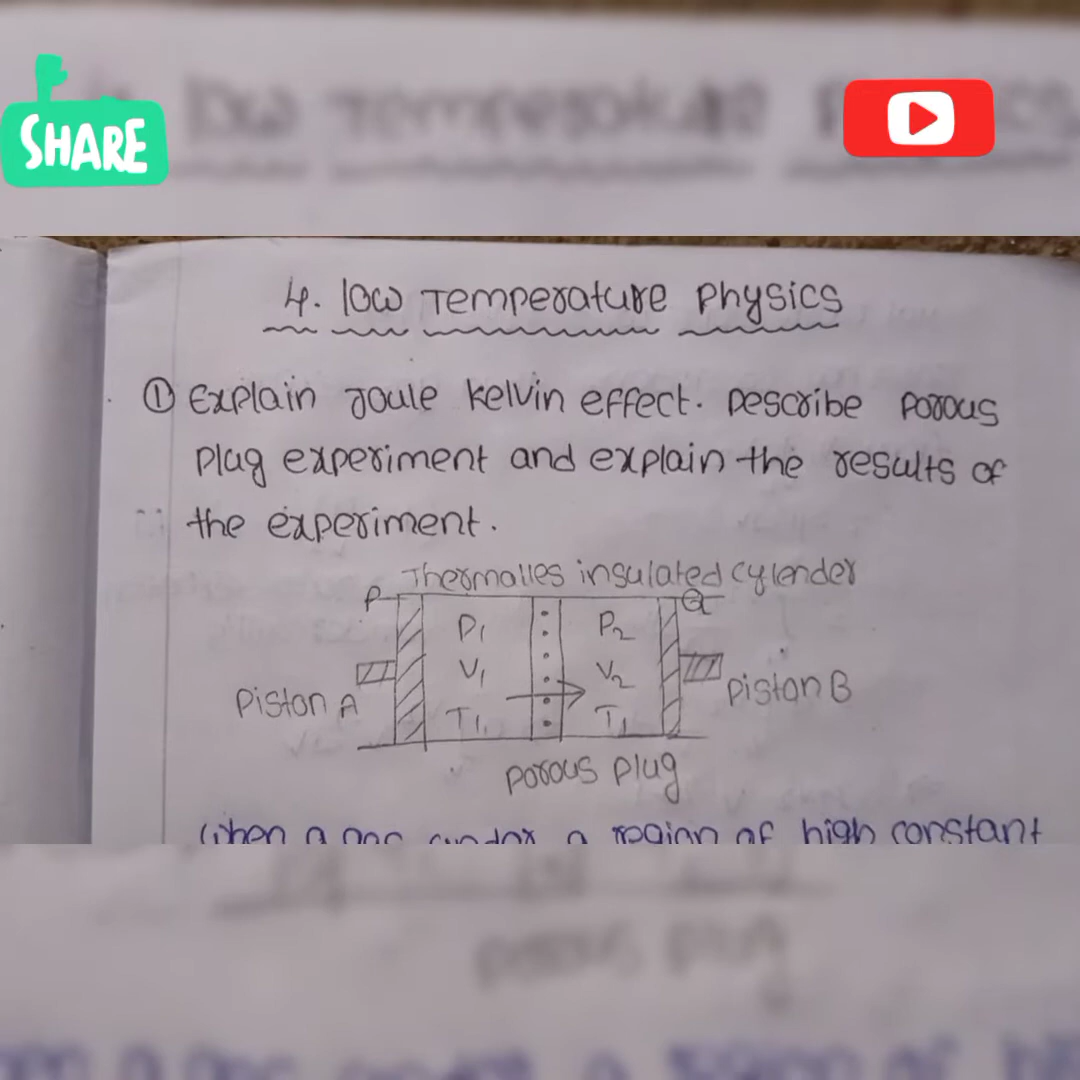 SHARE
4. low Temperature Physics
① Explain Joule kelvin effect. Describe porous
plug experiment and explain the results of
the experiment.
Thermalles insulated cylender
P Q
P₁ P₂
V₁ V₂
Piston A Piston B
T₁ T₁
porous plug
when a gas under a region of high constant